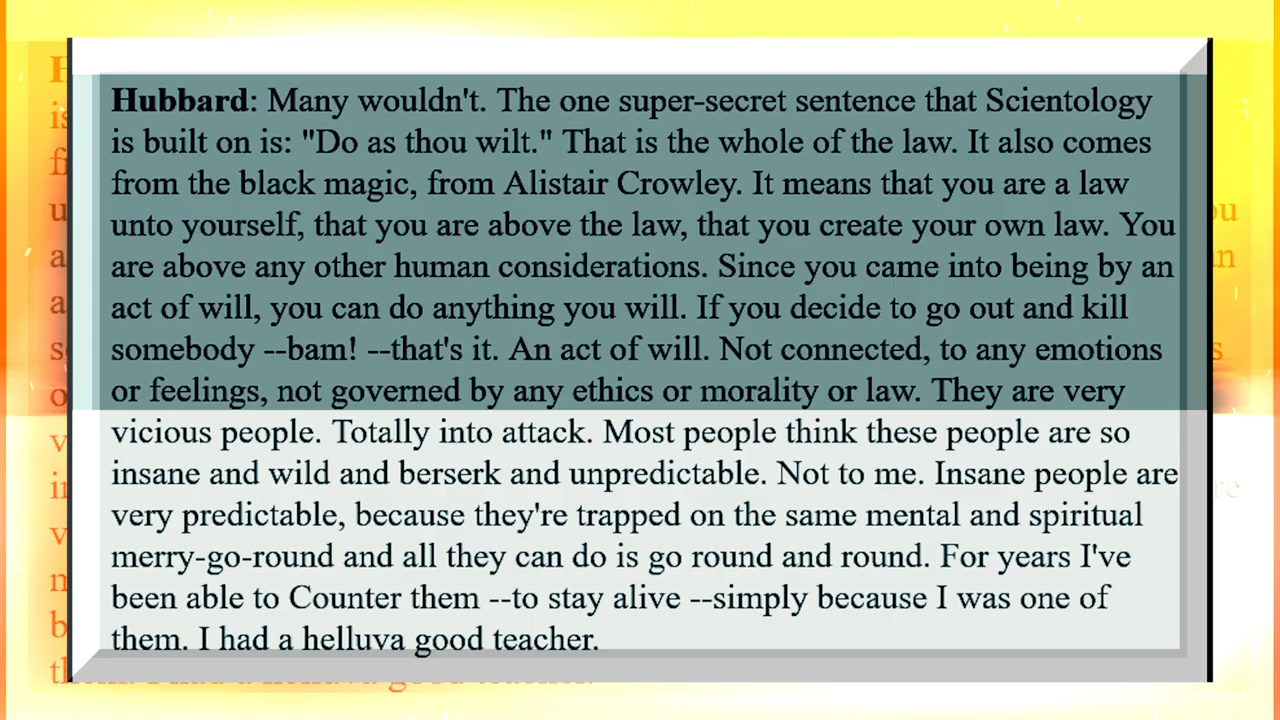 Hubbard: Many wouldn't. The one super-secret sentence that Scientology
is built on is: "Do as thou wilt." That is the whole of the law. It also comes
from the black magic, from Alistair Crowley. It means that you are a law
unto yourself, that you are above the law, that you create your own law. You
are above any other human considerations. Since you came into being by an
act of will, you can do anything you will. If you decide to go out and kill
somebody --bam! --that's it. An act of will. Not connected, to any emotions
or feelings, not governed by any ethics or morality or law. They are very
vicious people. Totally into attack. Most people think these people are so
insane and wild and berserk and unpredictable. Not to me. Insane people are
very predictable, because they're trapped on the same mental and spiritual
merry-go-round and all they can do is go round and round. For years I've
been able to Counter them --to stay alive --simply because I was one of
them. I had a helluva good teacher.